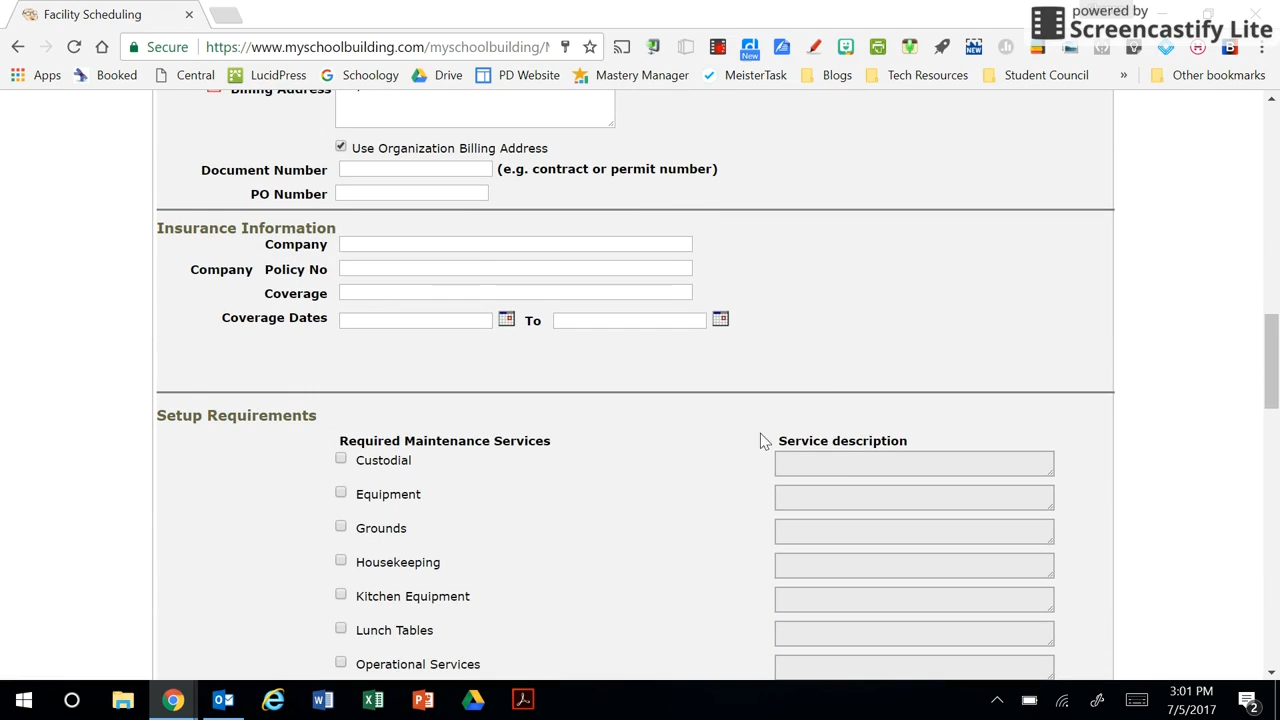 Facility Scheduling
powered by
Screencastify Lite
Secure
https://www.myschoolbuilding.com
New
NEW
Apps Booked Central LucidPress Schoology Drive PD Website Mastery Manager MeisterTask Blogs Tech Resources Student Council » Other bookmarks
Billing Address
Use Organization Billing Address
Document Number (e.g. contract or permit number)
PO Number
Insurance Information
Company
Company Policy No
Coverage
Coverage Dates To
Setup Requirements
Required Maintenance Services Service description
Custodial
Equipment
Grounds
Housekeeping
Kitchen Equipment
Lunch Tables
Operational Services
3:01 PM
7/5/2017
2